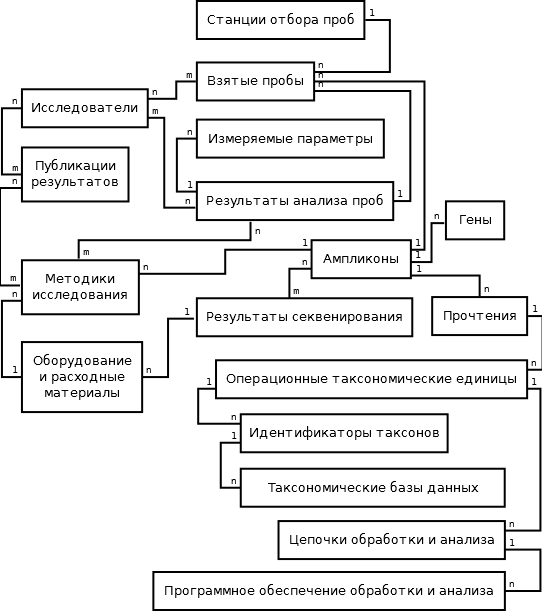 Станции отбора проб
1
n
Взятые пробы
n
n
m
n
Исследователи
n
m
n
Измеряемые параметры
Публикации
результатов
m
n
1
n
Результаты анализа проб
1
n
m
Гены
n
1
1
1
Ампликоны
n
n
m
Методики
исследования
m
n
n
Прочтения
1
1
Результаты секвенирования
Оборудование
и расходные
материалы
1
n
Операционные таксономические единицы
n
1
1
n
Идентификаторы таксонов
1
n
Таксономические базы данных
Цепочки обработки и анализа
n
1
Программное обеспечение обработки и анализа
n